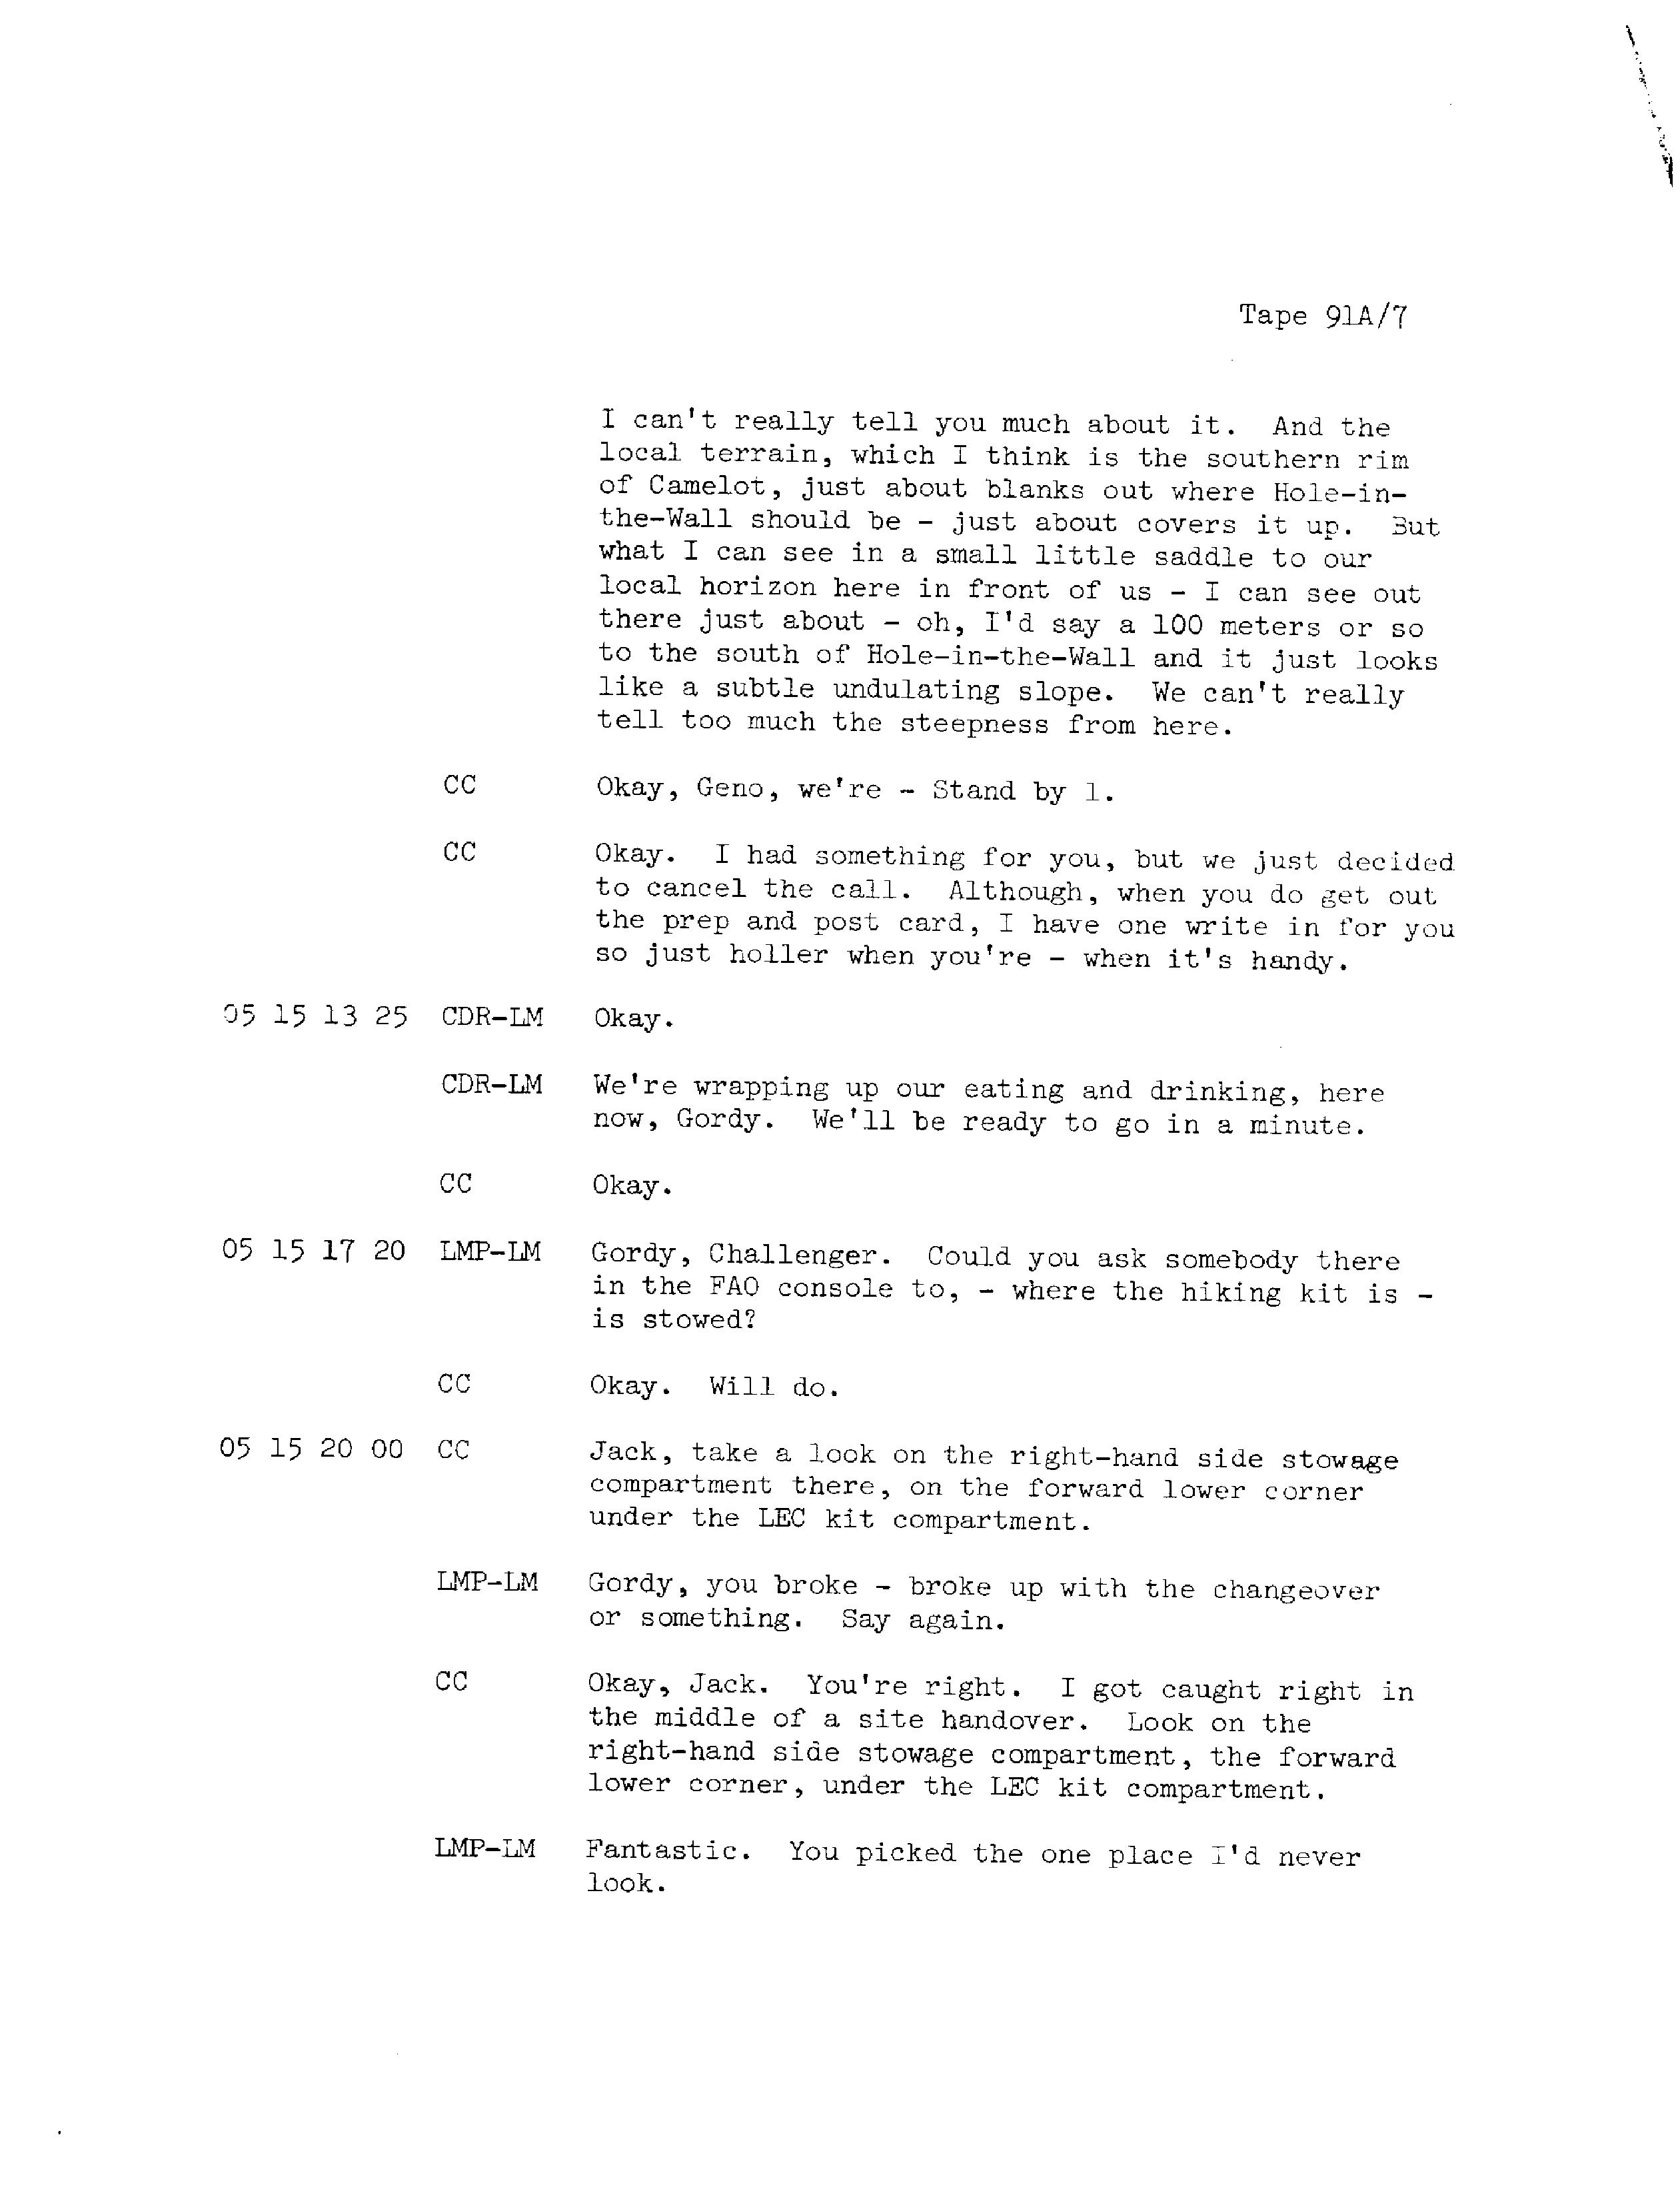 Tape 91A/7
I can't really tell you much about it. And the
local terrain, which I think is the southern rim
of Camelot, just about blanks out where Hole-in-
the-Wall should be - just about covers it up. But
what I can see in a small little saddle to our
local horizon here in front of us - I can see out
there just about - oh, I'd say a 100 meters or so
to the south of Hole-in-the-Wall and it just looks
like a subtle undulating slope. We can't really
tell too much the steepness from here.
CC Okay, Geno, we're - Stand by 1.
CC Okay. I had something for you, but we just decided
to cancel the call. Although, when you do get out
the prep and post card, I have one write in for you
so just holler when you're - when it's handy.
05 15 13 25 CDR-LM Okay.
CDR-LM We're wrapping up our eating and drinking, here
now, Gordy. We'll be ready to go in a minute.
CC Okay.
05 15 17 20 LMP-LM Gordy, Challenger. Could you ask somebody there
in the FAO console to, - where the hiking kit is -
is stowed?
CC Okay. Will do.
05 15 20 00 CC Jack, take a look on the right-hand side stowage
compartment there, on the forward lower corner
under the LEC kit compartment.
LMP-LM Gordy, you broke - broke up with the changeover
or something. Say again.
CC Okay, Jack. You're right. I got caught right in
the middle of a site handover. Look on the
right-hand side stowage compartment, the forward
lower corner, under the LEC kit compartment.
LMP-LM Fantastic. You picked the one place I'd never
look.